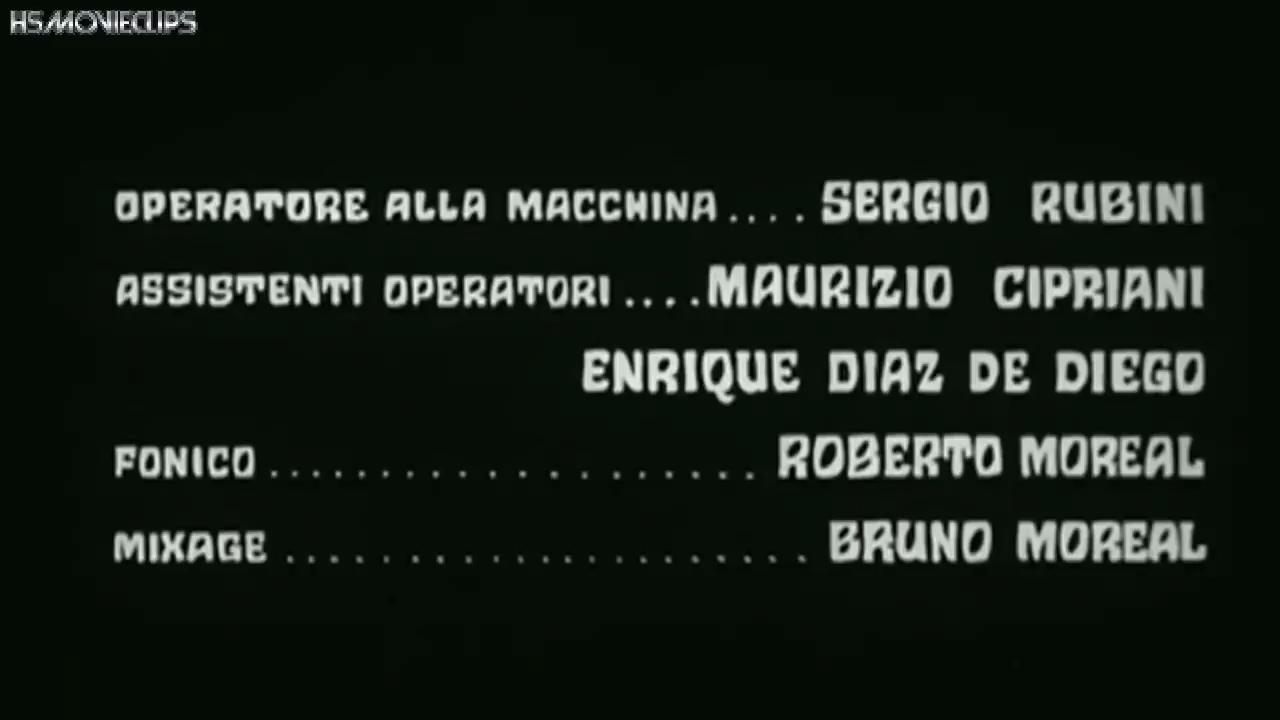 HSMOVIECLIPS
OPERATORE ALLA MACCHINA .... SERGIO RUBINI
ASSISTENTI OPERATORI .... MAURIZIO CIPRIANI
ENRIQUE DIAZ DE DIEGO
FONICO .................... ROBERTO MOREAL
MIXAGE .................... BRUNO MOREAL